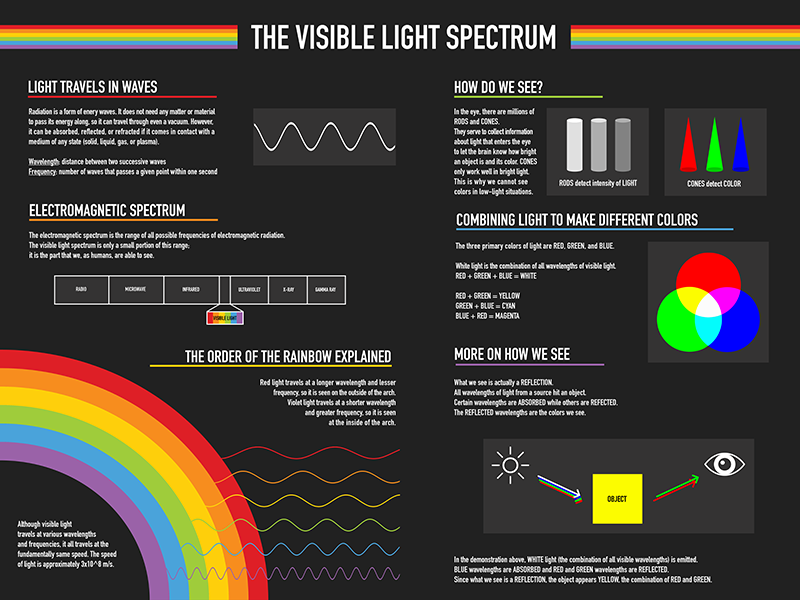 THE VISIBLE LIGHT SPECTRUM
LIGHT TRAVELS IN WAVES
Radiation is a form of enery waves. It does not need any matter or material
to pass its energy along, so it can travel through even a vacuum. However,
it can be absorbed, reflected, or refracted if it comes in contact with a
medium of any state (solid, liquid, gas, or plasma).
Wavelength: distance between two successive waves
Frequency: number of waves that passes a given point within one second
ELECTROMAGNETIC SPECTRUM
The electromagnetic spectrum is the range of all possible frequencies of electromagnetic radiation.
The visible light spectrum is only a small portion of this range;
it is the part that we, as humans, are able to see.
RADIO MICROWAVE INFRARED ULTRAVIOLET X-RAY GAMMA RAY
VISIBLE LIGHT
THE ORDER OF THE RAINBOW EXPLAINED
Red light travels at a longer wavelength and lesser
frequency, so it is seen on the outside of the arch.
Violet light travels at a shorter wavelength
and greater frequency, so it is seen
at the inside of the arch.
Although visible light
travels at various wavelengths
and frequencies, it all travels at the
fundamentally same speed. The speed
of light is approximately 3x10^8 m/s.
HOW DO WE SEE?
In the eye, there are millions of
RODS and CONES.
They serve to collect information
about light that enters the eye
to let the brain know how bright
an object is and its color. CONES
only work well in bright light.
This is why we cannot see
colors in low-light situations.
RODS detect intensity of LIGHT
CONES detect COLOR
COMBINING LIGHT TO MAKE DIFFERENT COLORS
The three primary colors of light are RED, GREEN, and BLUE.
White light is the combination of all wavelengths of visible light.
RED + GREEN + BLUE = WHITE
RED + GREEN = YELLOW
GREEN + BLUE = CYAN
BLUE + RED = MAGENTA
MORE ON HOW WE SEE
What we see is actually a REFLECTION.
All wavelengths of light from a source hit an object.
Certain wavelengths are ABSORBED while others are REFECTED.
The REFLECTED wavelengths are the colors we see.
OBJECT
In the demonstration above, WHITE light (the combination of all visible wavelengths) is emitted.
BLUE wavelengths are ABSORBED and RED and GREEN wavelengths are REFLECTED.
Since what we see is a REFLECTION, the object appears YELLOW, the combination of RED and GREEN.